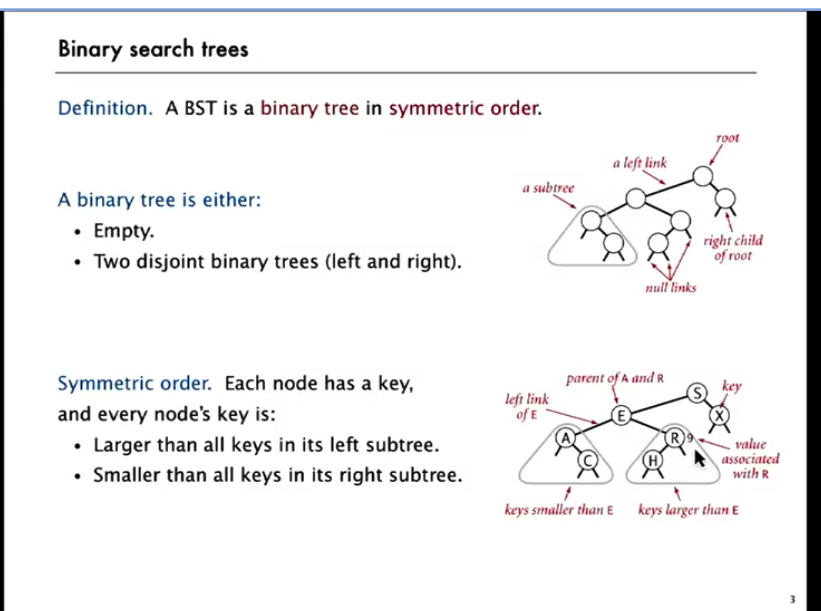 Binary search trees
Definition. A BST is a binary tree in symmetric order.
root
a left link
a subtree
A binary tree is either:
• Empty.
• Two disjoint binary trees (left and right).
right child
of root
null links
Symmetric order. Each node has a key,
and every node's key is:
• Larger than all keys in its left subtree.
• Smaller than all keys in its right subtree.
parent of A and R
left link
of E
key
S
E
X
A
R 9
C
H
value
associated
with R
keys smaller than E
keys larger than E
3